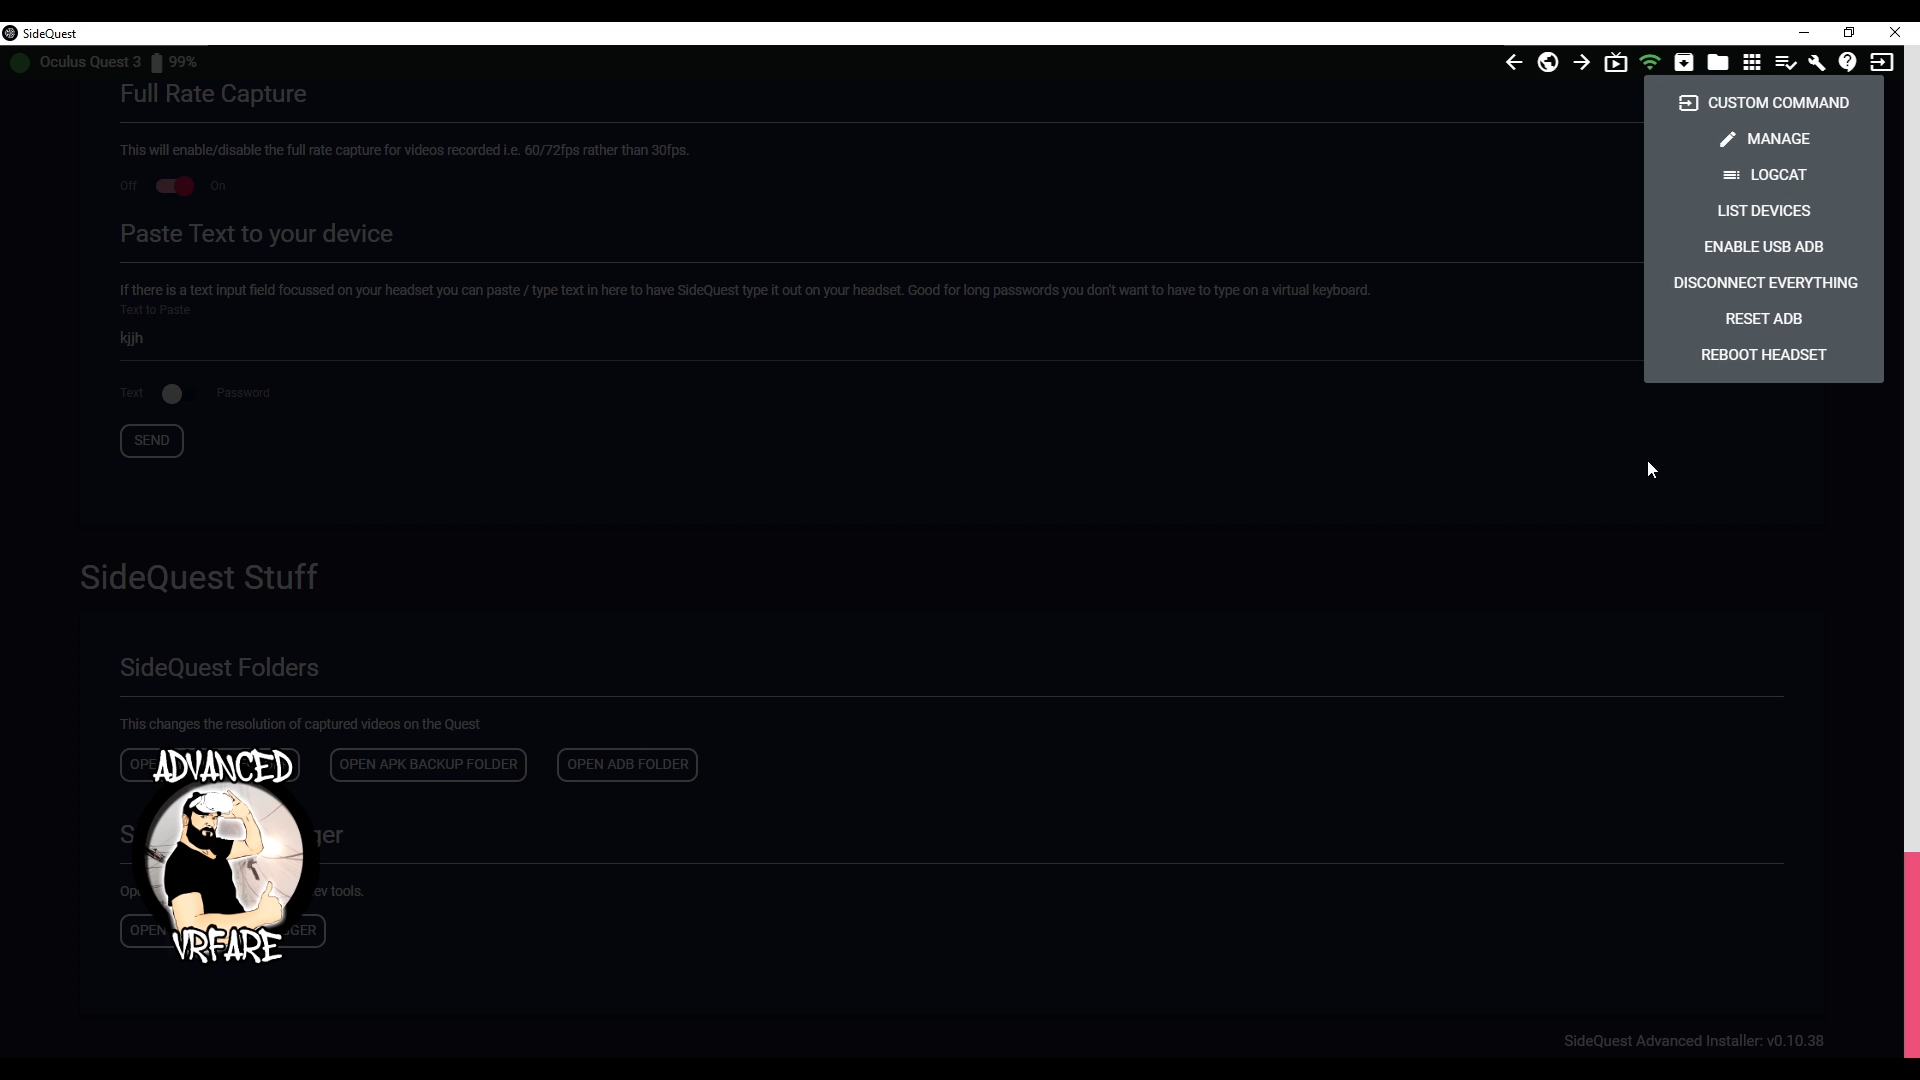 SideQuest
Oculus Quest 3 99%
CUSTOM COMMAND
MANAGE
LOGCAT
LIST DEVICES
ENABLE USB ADB
DISCONNECT EVERYTHING
RESET ADB
REBOOT HEADSET
Full Rate Capture
This will enable/disable the full rate capture for videos recorded i.e. 60/72fps rather than 30fps.
Off On
Paste Text to your device
If there is a text input field focussed on your headset you can paste / type text in here to have SideQuest type it out on your headset. Good for long passwords you don't want to have to type on a virtual keyboard.
Text to Paste
kjjh
Text Password
SEND
SideQuest Stuff
SideQuest Folders
This changes the resolution of captured videos on the Quest
OPEN APK BACKUP FOLDER OPEN ADB FOLDER
ADVANCED
VRFARE
dev tools.
OPEN
SideQuest Advanced Installer: v0.10.38